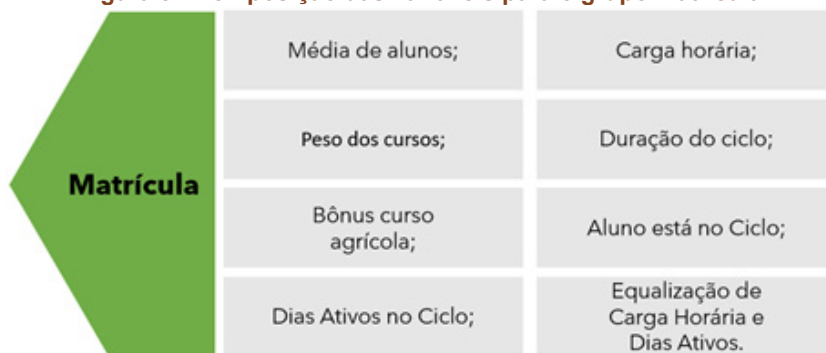 Matrícula
Média de alunos;
Carga horária;
Peso dos cursos;
Duração do ciclo;
Bônus curso
agrícola;
Aluno está no Ciclo;
Dias Ativos no Ciclo;
Equalização de
Carga Horária e
Dias Ativos.